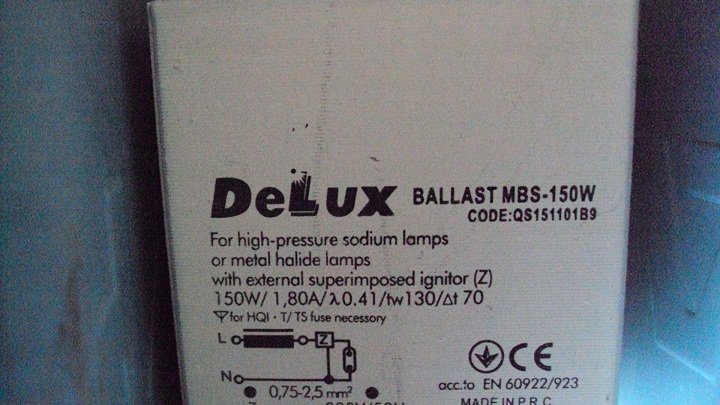 DeLux BALLAST MBS-150W
CODE:QS151101B9
For high-pressure sodium lamps
or metal halide lamps
with external superimposed ignitor (Z)
150W/ 1,80A/λ 0.41/tw130/Δt 70
for HQI · T/ TS fuse necessory
L Z
N
0,75-2,5 mm²
CE
acc.to EN 60922/923
MADE IN P.R.C